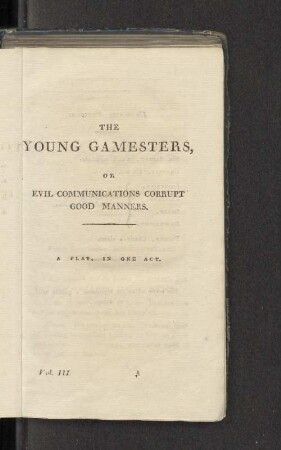 THE
YOUNG GAMESTERS,
OR
EVIL COMMUNICATIONS CORRUPT
GOOD MANNERS.
A PLAY, IN ONE ACT.
Vol. III